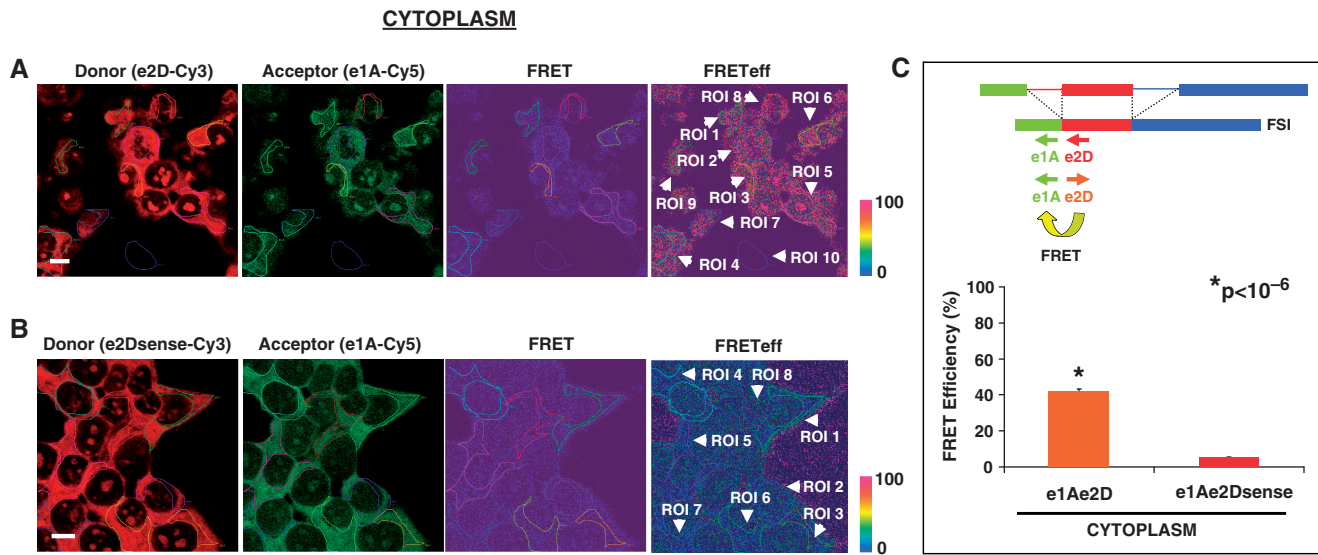 CYTOPLASM
A
Donor (e2D-Cy3)
Acceptor (e1A-Cy5)
FRET
FRETeff
ROI 8
ROI 6
ROI 1
ROI 2
ROI 5
ROI 3
ROI 9
ROI 7
ROI 4
ROI 10
100
0
B
Donor (e2Dsense-Cy3)
Acceptor (e1A-Cy5)
FRET
FRETeff
ROI 4
ROI 8
ROI 1
ROI 5
ROI 2
ROI 6
ROI 7
ROI 3
100
0
C
FSI
e1A e2D
e1A e2D
FRET
*p<10⁻⁶
FRET Efficiency (%)
100
80
60
40
20
0
*
e1Ae2D
e1Ae2Dsense
CYTOPLASM